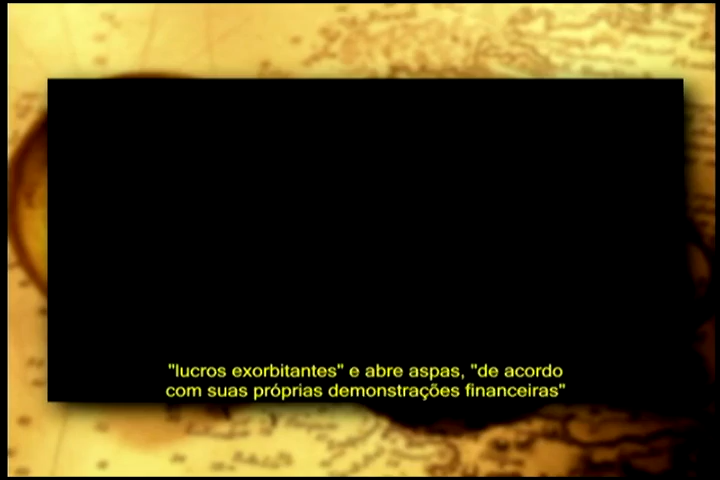 "lucros exorbitantes" e abre aspas, "de acordo
com suas próprias demonstrações financeiras"